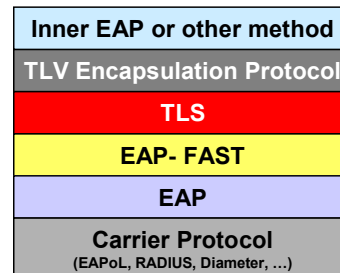 Inner EAP or other method
TLV Encapsulation Protocol
TLS
EAP- FAST
EAP
Carrier Protocol
(EAPoL, RADIUS, Diameter, ...)